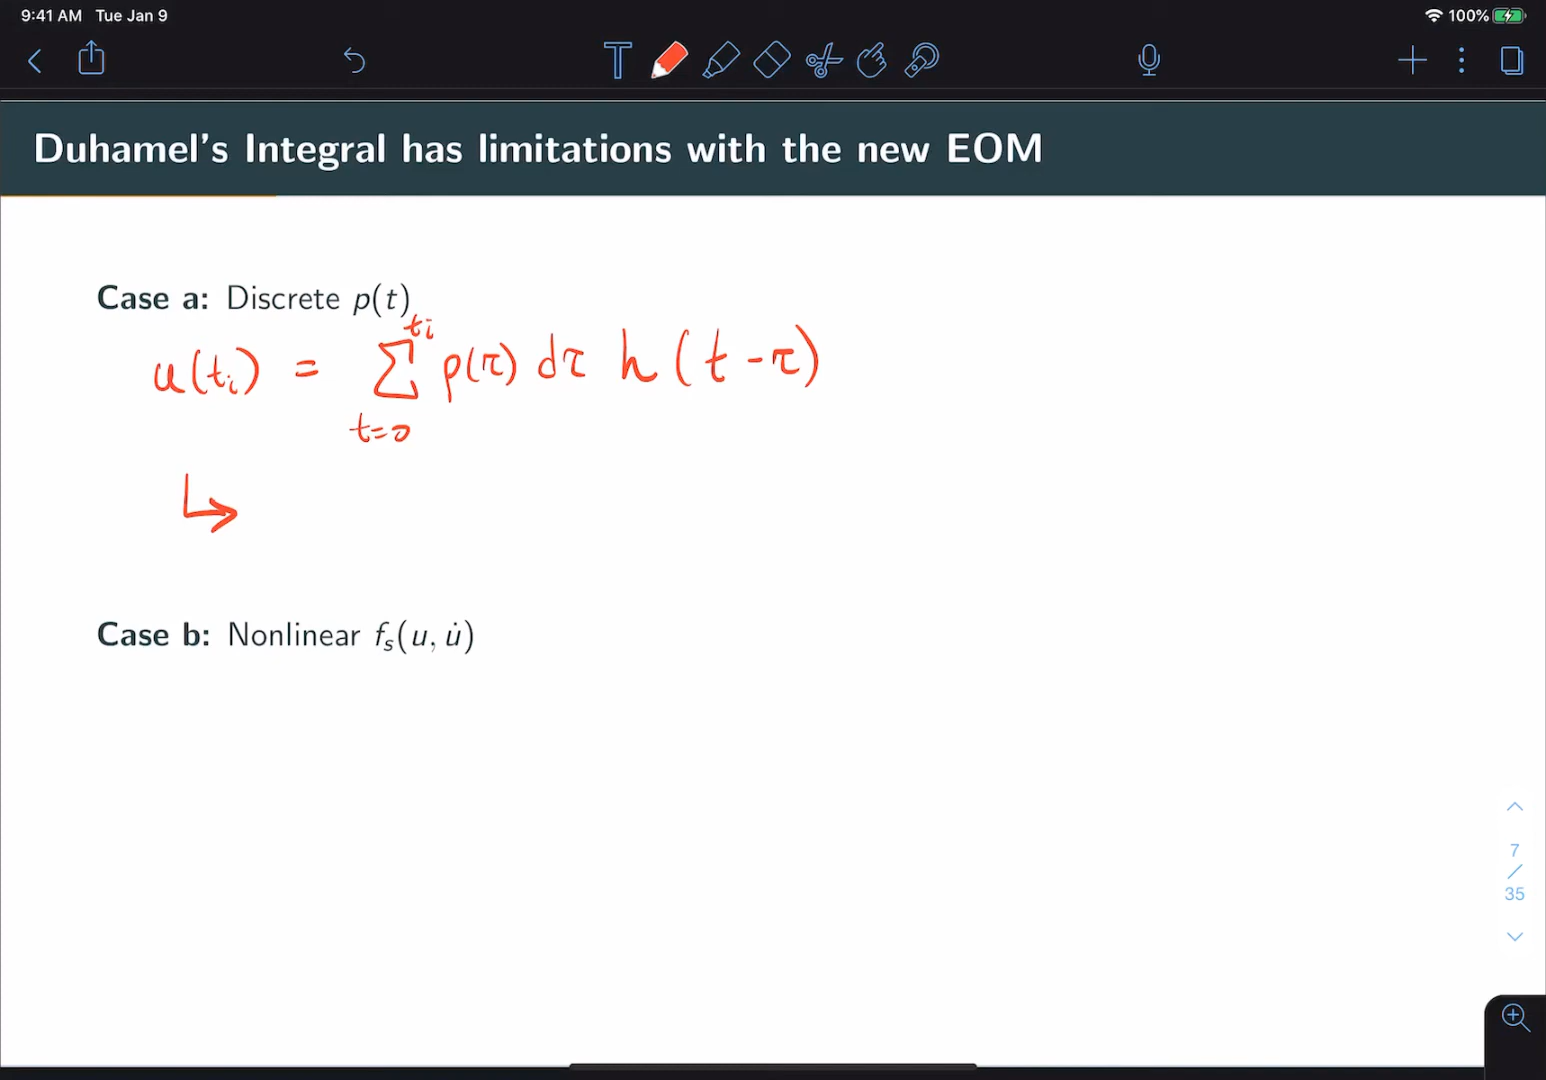 9:41 AM Tue Jan 9
100%
Duhamel's Integral has limitations with the new EOM
Case a: Discrete p(t)
u(tᵢ) = ∑_{t=0}^{tᵢ} p(τ) dτ h(t-τ)
↳
Case b: Nonlinear fₛ(u, u̇)
7
/
35